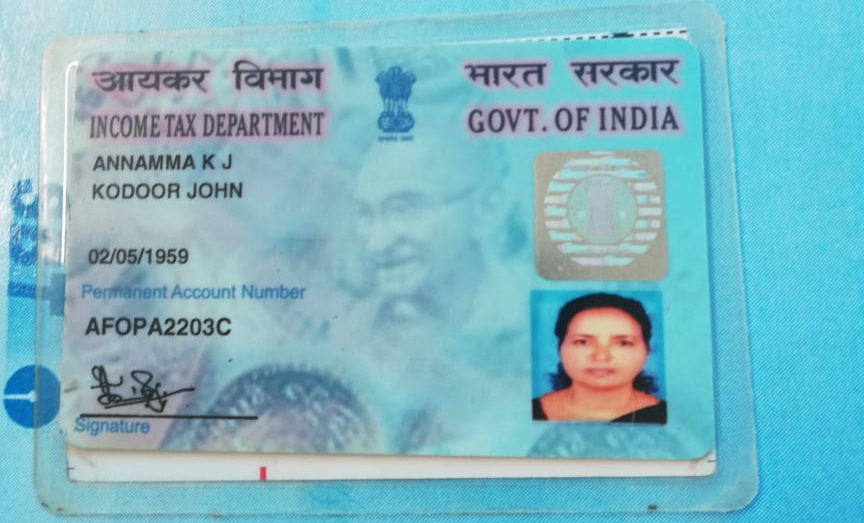 आयकर विभाग
भारत सरकार
INCOME TAX DEPARTMENT
GOVT. OF INDIA
ANNAMMA K J
KODOOR JOHN
02/05/1959
Permanent Account Number
AFOPA2203C
Signature